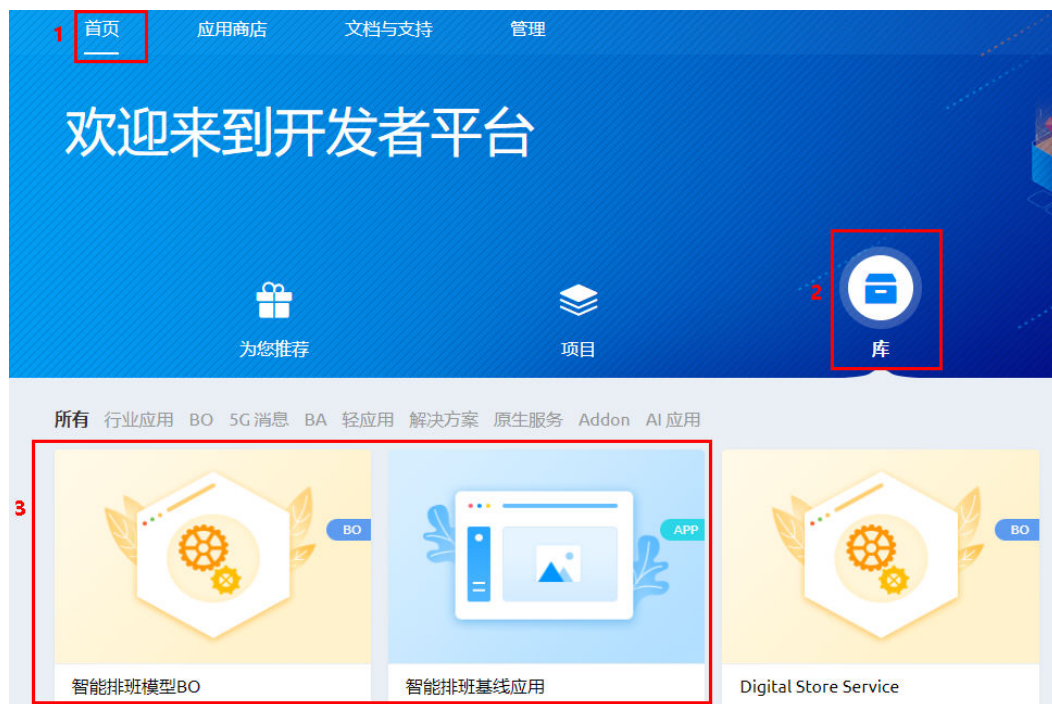 1 首页 应用商店 文档与支持 管理
欢迎来到开发者平台
2
为您推荐 项目 库
所有 行业应用 BO 5G 消息 BA 轻应用 解决方案 原生服务 Addon AI 应用
3
BO APP BO
智能排班模型BO 智能排班基线应用 Digital Store Service